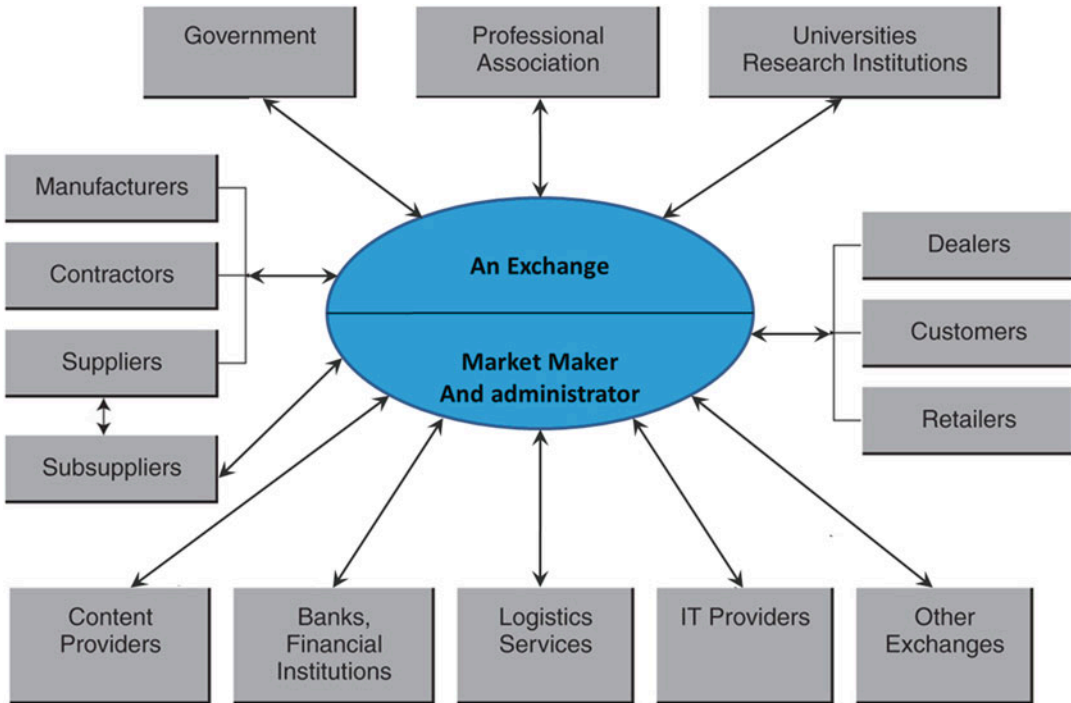 Government
Professional
Association
Universities
Research Institutions
Manufacturers
Contractors
Suppliers
Subsuppliers
An Exchange
Market Maker
And administrator
Dealers
Customers
Retailers
Content
Providers
Banks,
Financial
Institutions
Logistics
Services
IT Providers
Other
Exchanges